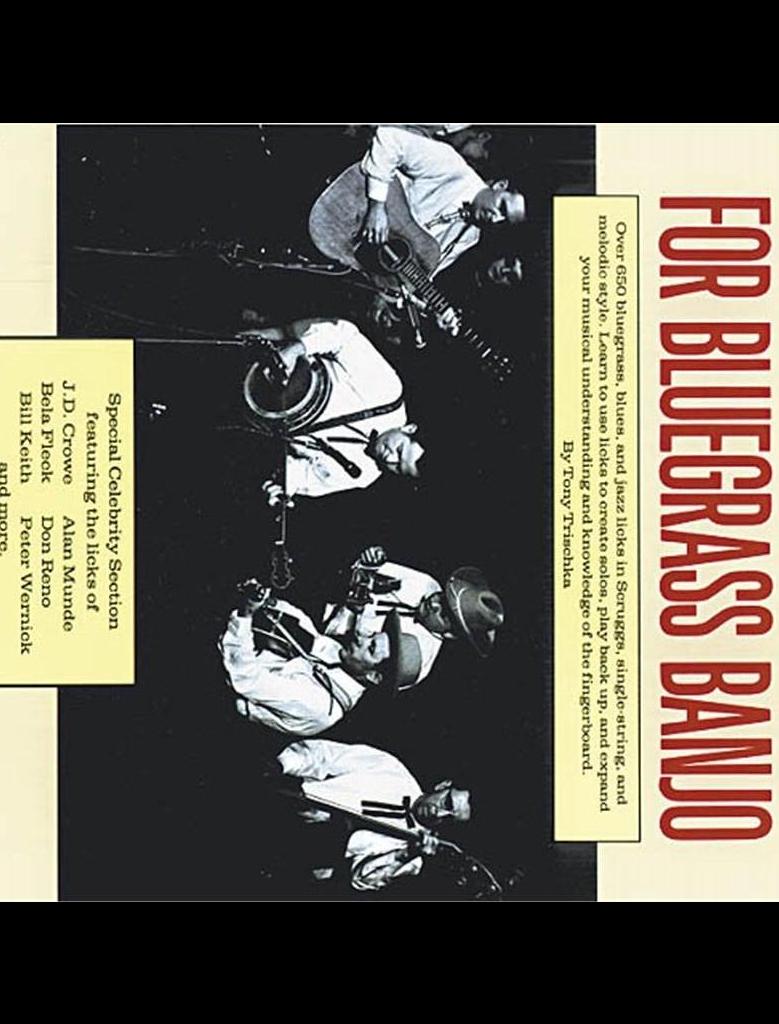 FOR BLUEGRASS BANJO
Over 650 bluegrass, blues, and jazz licks in Scruggs, single-string, and
melodic style. Learn to use licks to create solos, play back up, and expand
your musical understanding and knowledge of the fingerboard.
By Tony Trischka
Special Celebrity Section
featuring the licks of
J.D. Crowe Alan Munde
Bela Fleck Don Reno
Bill Keith Peter Wernick
and more.